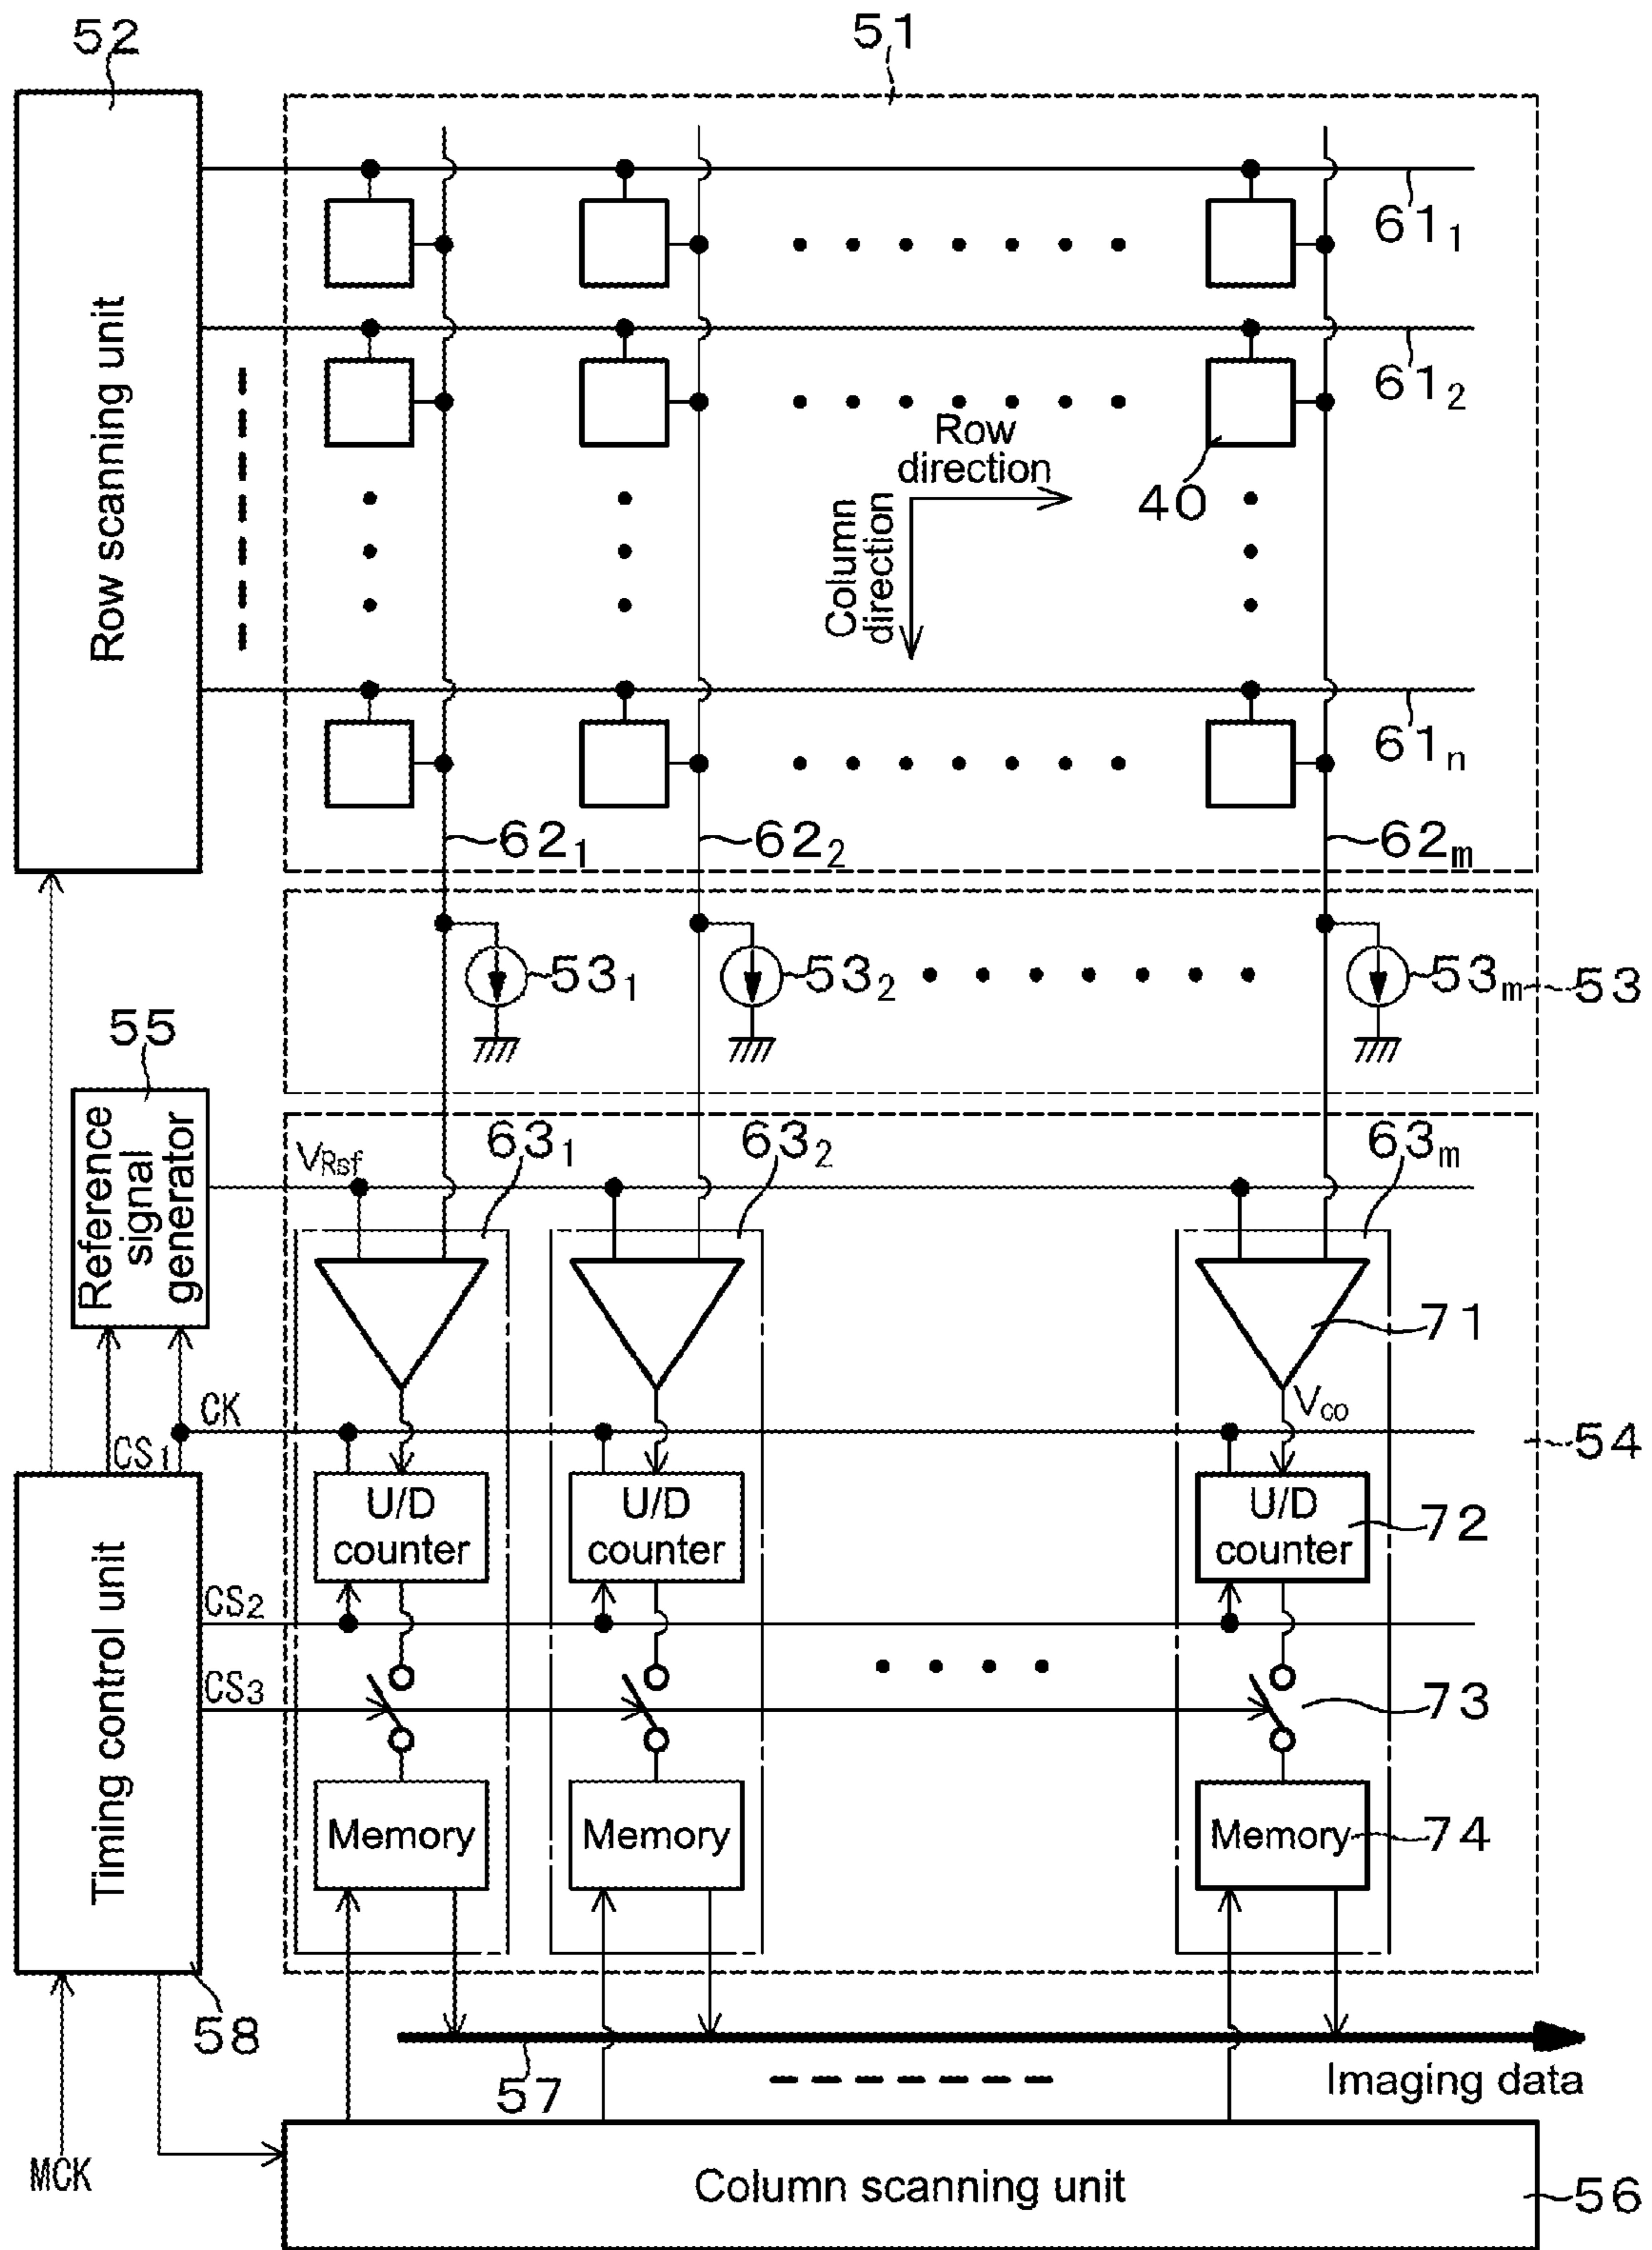 52
51
Row scanning unit
61₁
61₂
Row
direction
Column
direction
40
61ₙ
62₁
62₂
62ₘ
53₁
53₂
53ₘ
53
55
Reference
signal
generator
V_Rsf
63₁
63₂
63ₘ
71
CK
CS₁
V_co
54
U/D
counter
U/D
counter
U/D
counter
72
Timing control unit
CS₂
CS₃
73
Memory
Memory
Memory
74
58
57
Imaging data
MCK
Column scanning unit
56